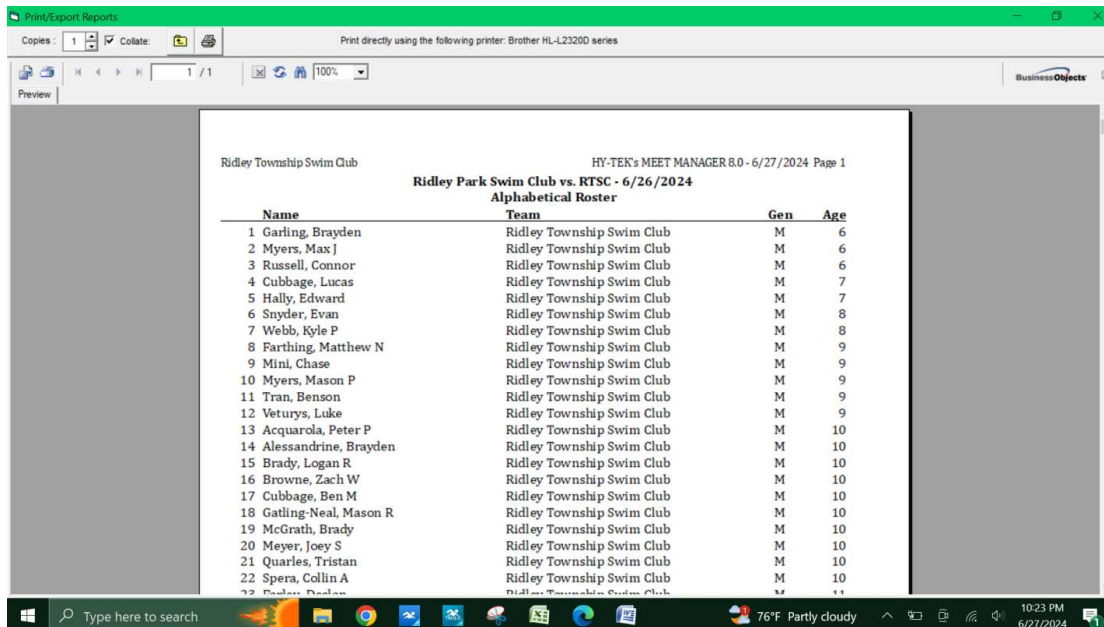 Print/Export Reports
Copies : 1 Collate: Print directly using the following printer: Brother HL-L2320D series
1 / 1 100% BusinessObjects
Preview
Ridley Township Swim Club HY-TEK's MEET MANAGER 8.0 - 6/27/2024 Page 1
Ridley Park Swim Club vs. RTSC - 6/26/2024
Alphabetical Roster
Name Team Gen Age
1 Garling, Brayden Ridley Township Swim Club M 6
2 Myers, Max J Ridley Township Swim Club M 6
3 Russell, Connor Ridley Township Swim Club M 6
4 Cubbage, Lucas Ridley Township Swim Club M 7
5 Hally, Edward Ridley Township Swim Club M 7
6 Snyder, Evan Ridley Township Swim Club M 8
7 Webb, Kyle P Ridley Township Swim Club M 8
8 Farthing, Matthew N Ridley Township Swim Club M 9
9 Mini, Chase Ridley Township Swim Club M 9
10 Myers, Mason P Ridley Township Swim Club M 9
11 Tran, Benson Ridley Township Swim Club M 9
12 Veturys, Luke Ridley Township Swim Club M 9
13 Acquarola, Peter P Ridley Township Swim Club M 10
14 Alessandrine, Brayden Ridley Township Swim Club M 10
15 Brady, Logan R Ridley Township Swim Club M 10
16 Browne, Zach W Ridley Township Swim Club M 10
17 Cubbage, Ben M Ridley Township Swim Club M 10
18 Gatling-Neal, Mason R Ridley Township Swim Club M 10
19 McGrath, Brady Ridley Township Swim Club M 10
20 Meyer, Joey S Ridley Township Swim Club M 10
21 Quarles, Tristan Ridley Township Swim Club M 10
22 Spera, Collin A Ridley Township Swim Club M 10
23 Ridley Township Swim Club M 11
Type here to search 76°F Partly cloudy 10:23 PM
6/27/2024